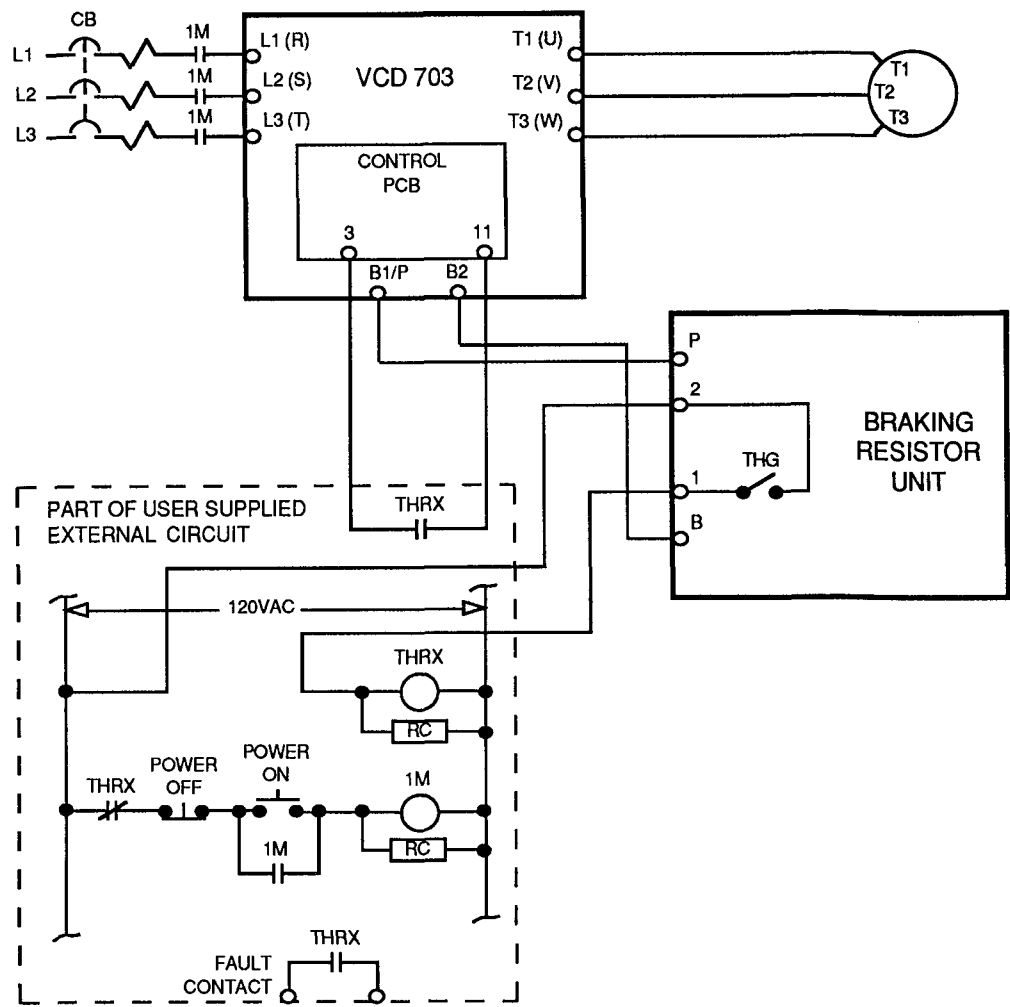 CB
1M
L1
L1 (R)
T1 (U)
T1
1M
VCD 703
L2
L2 (S)
T2 (V)
T2
1M
L3
L3 (T)
T3 (W)
T3
CONTROL
PCB
3
11
B1/P
B2
P
2
BRAKING
RESISTOR
UNIT
THG
1
B
PART OF USER SUPPLIED
EXTERNAL CIRCUIT
THRX
120VAC
THRX
RC
THRX
POWER
OFF
POWER
ON
1M
1M
RC
FAULT
CONTACT
THRX